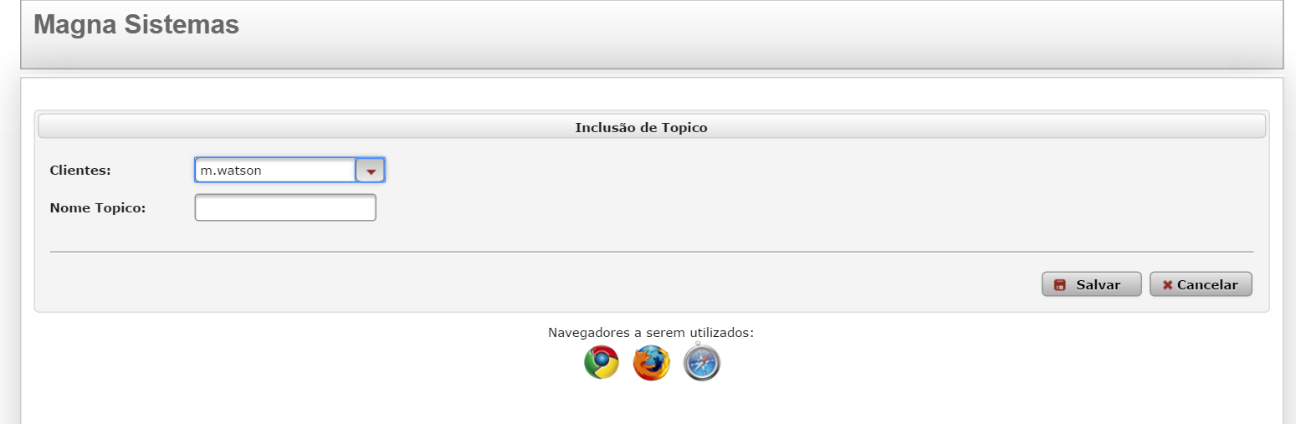 Magna Sistemas
Inclusão de Topico
Clientes: m.watson
Nome Topico:
Salvar Cancelar
Navegadores a serem utilizados: